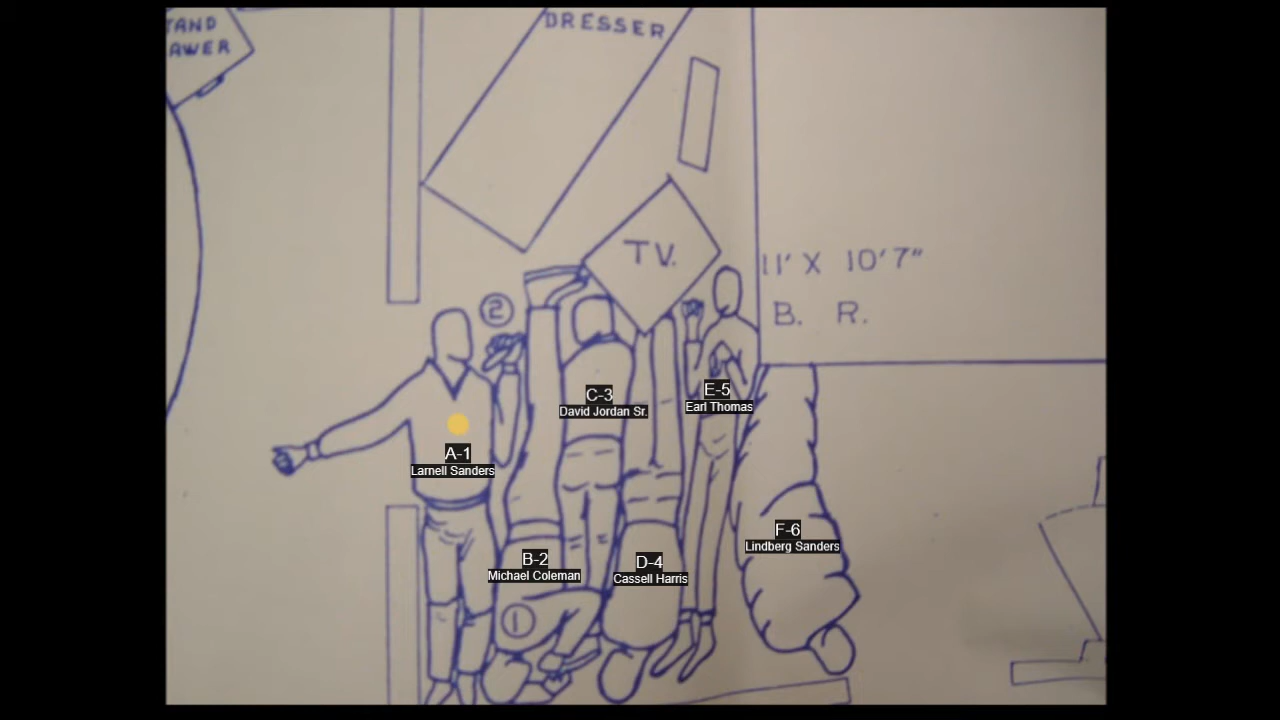 TAND
AWER
DRESSER
TV.
11' X 10'7"
B. R.
2
C-3
David Jordan Sr.
E-5
Earl Thomas
A-1
Larnell Sanders
F-6
Lindberg Sanders
B-2
Michael Coleman
D-4
Cassell Harris
1